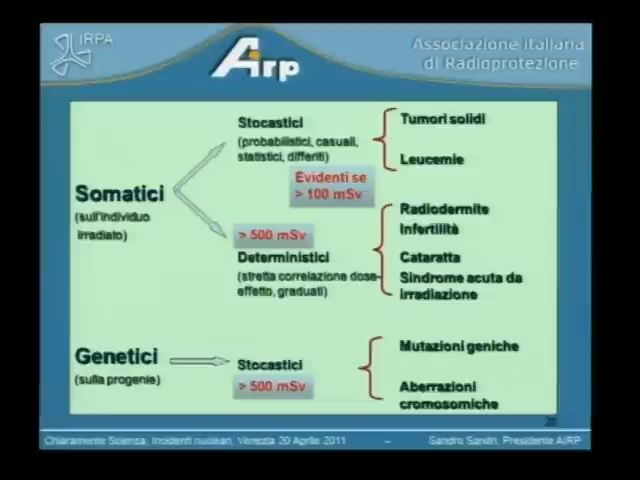 IRPA
Airp
Associazione italiana
di Radioprotezione
Stocastici
(probabilistici, casuali,
statistici, differiti)
Tumori solidi
Leucemie
Evidenti se
> 100 mSv
Somatici
(sull'individuo
irradiato)
> 500 mSv
Deterministici
(stretta correlazione dose-
effetto, graduati)
Radiodermite
Infertilità
Cataratta
Sindrome acuta da
irradiazione
Genetici
(sulla progenie)
Stocastici
> 500 mSv
Mutazioni geniche
Aberrazioni
cromosomiche
20
Chiaramente Scienza, Incidenti nucleari, Venezia 20 Aprile 2011 – Sandro Sandri, Presidente AIRP